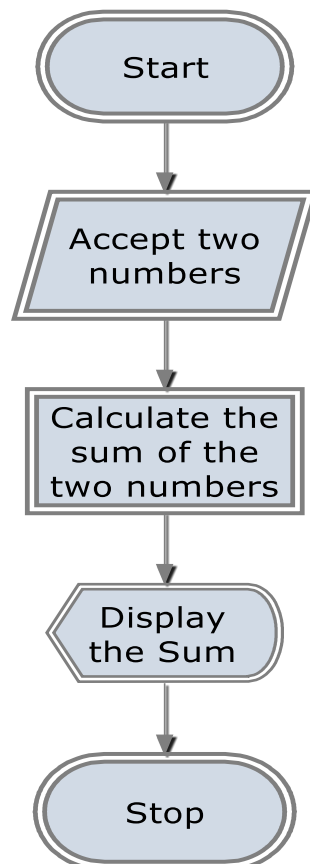 Start
Accept two
numbers
Calculate the
sum of the
two numbers
Display
the Sum
Stop